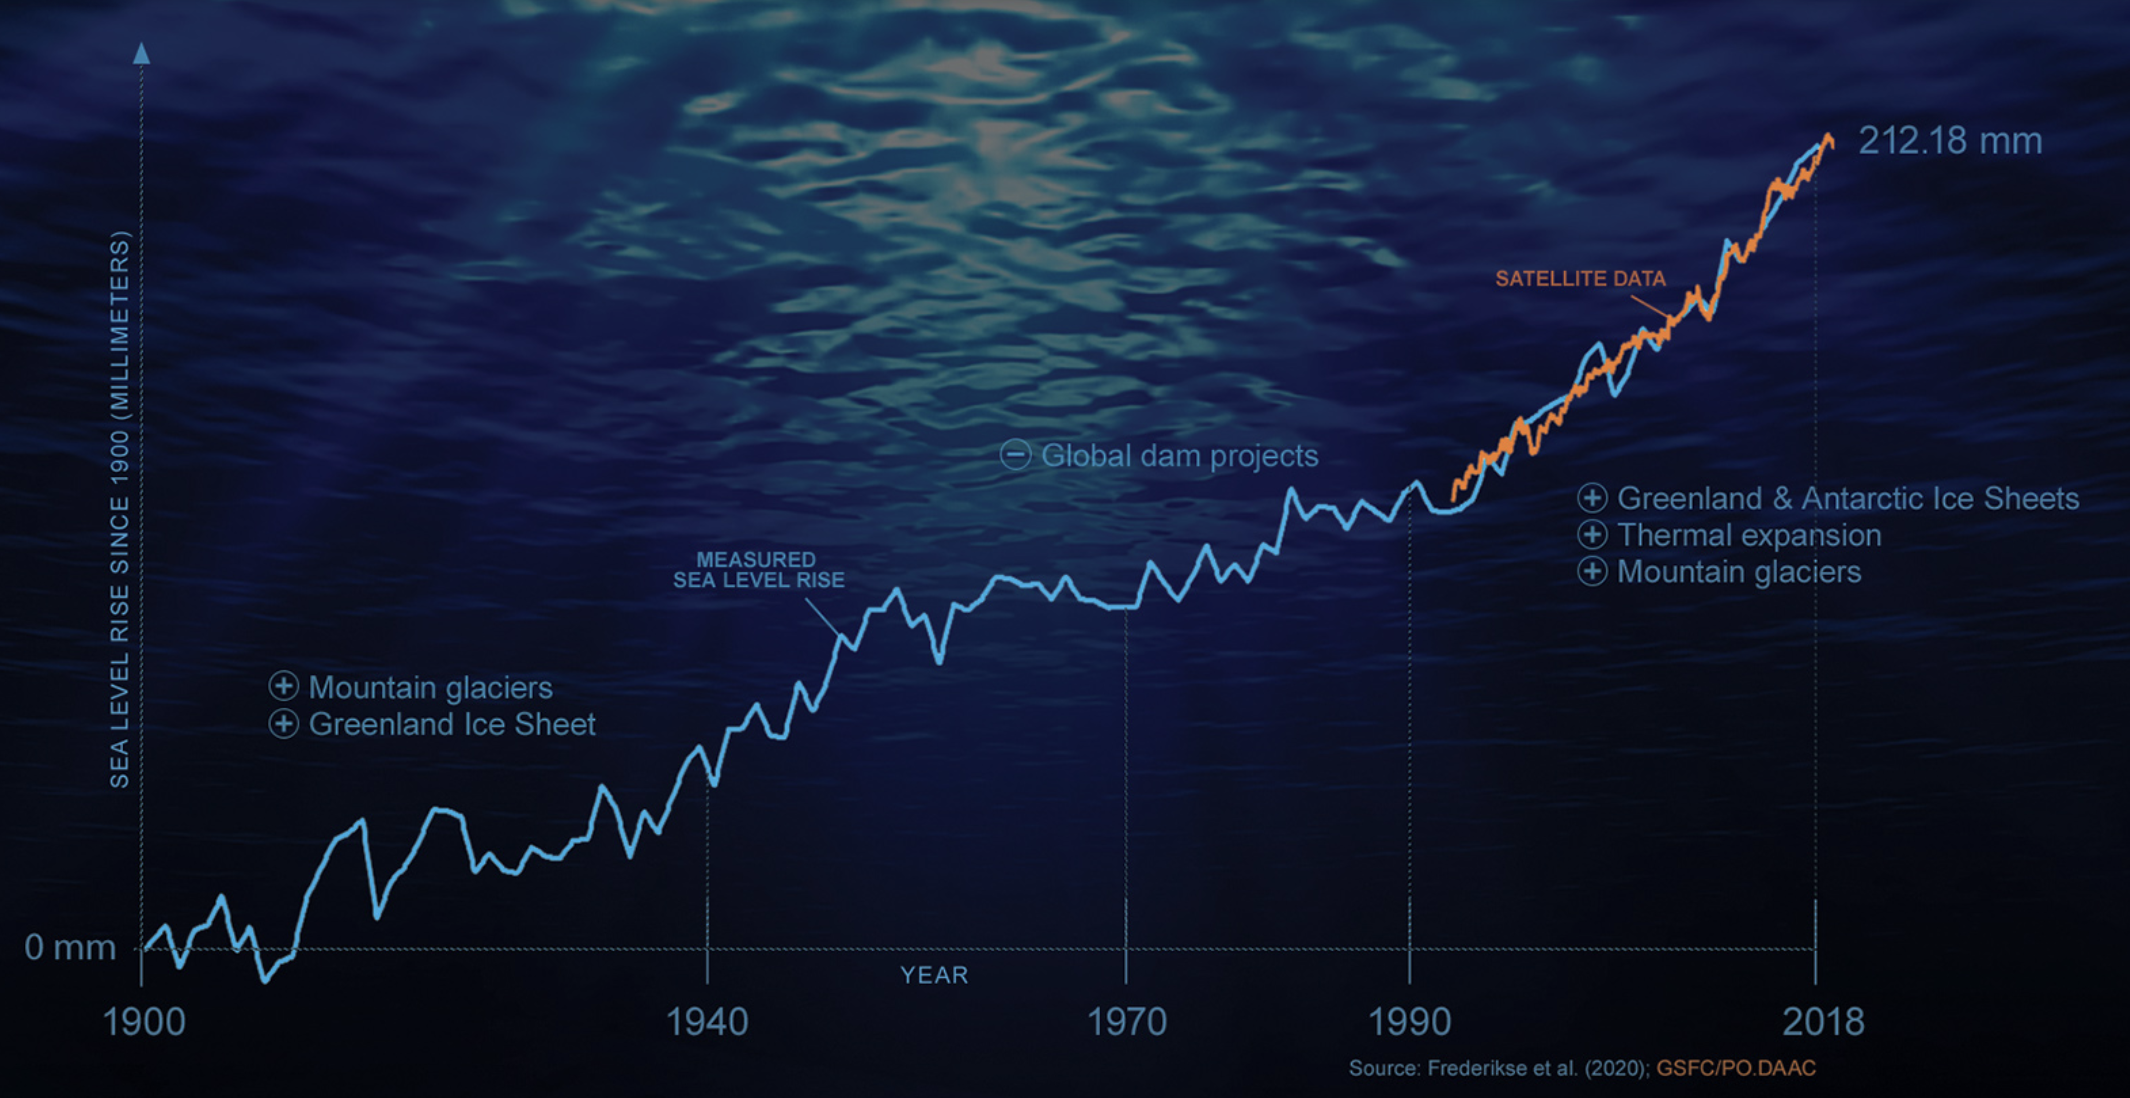 212.18 mm
SATELLITE DATA
SEA LEVEL RISE SINCE 1900 (MILLIMETERS)
Global dam projects
Greenland & Antarctic Ice Sheets
Thermal expansion
Mountain glaciers
MEASURED
SEA LEVEL RISE
Mountain glaciers
Greenland Ice Sheet
0 mm
YEAR
1900
1940
1970
1990
2018
Source: Frederikse et al. (2020); GSFC/PO.DAAC